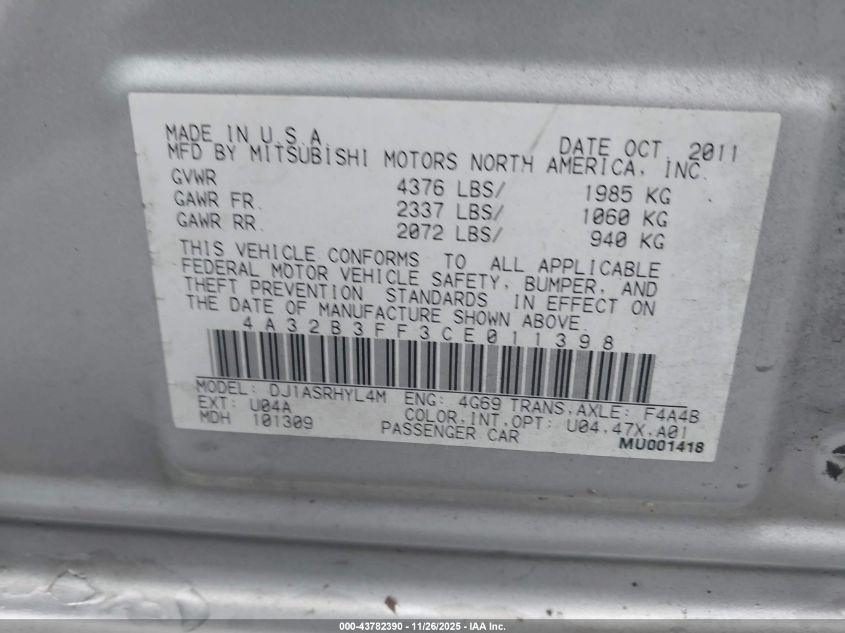 MADE IN U.S.A. DATE OCT 2011
MFD BY MITSUBISHI MOTORS NORTH AMERICA, INC.
GVWR 4376 LBS/ 1985 KG
GAWR FR. 2337 LBS/ 1060 KG
GAWR RR. 2072 LBS/ 940 KG
THIS VEHICLE CONFORMS TO ALL APPLICABLE
FEDERAL MOTOR VEHICLE SAFETY, BUMPER, AND
THEFT PREVENTION STANDARDS IN EFFECT ON
THE DATE OF MANUFACTURE SHOWN ABOVE.
4A32B3FF3CE011398
MODEL: DJ1ASRHYL4M ENG: 4G69 TRANS,AXLE: F4A4B
EXT: U04A COLOR,INT,OPT: U04,47X,A01
MDH 101309 PASSENGER CAR MU001418
000-43782390 - 11/26/2025 - IAA Inc.